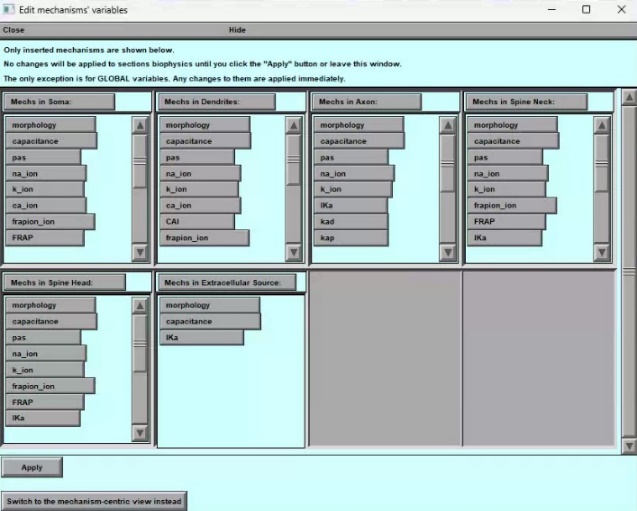 Edit mechanisms' variables
Close Hide
Only inserted mechanisms are shown below.
No changes will be applied to sections biophysics until you click the "Apply" button or leave this window.
The only exception is for GLOBAL variables. Any changes to them are applied immediately.
Mechs in Soma:
morphology
capacitance
pas
na_ion
k_ion
ca_ion
frapion_ion
FRAP
Mechs in Dendrites:
morphology
capacitance
pas
na_ion
k_ion
ca_ion
CAl
frapion_ion
Mechs in Axon:
morphology
capacitance
pas
na_ion
k_ion
IKa
kad
kap
Mechs in Spine Neck:
morphology
capacitance
pas
na_ion
k_ion
frapion_ion
FRAP
IKa
Mechs in Spine Head:
morphology
capacitance
pas
na_ion
k_ion
frapion_ion
FRAP
IKa
Mechs in Extracellular Source:
morphology
capacitance
IKa
Apply
Switch to the mechanism-centric view instead